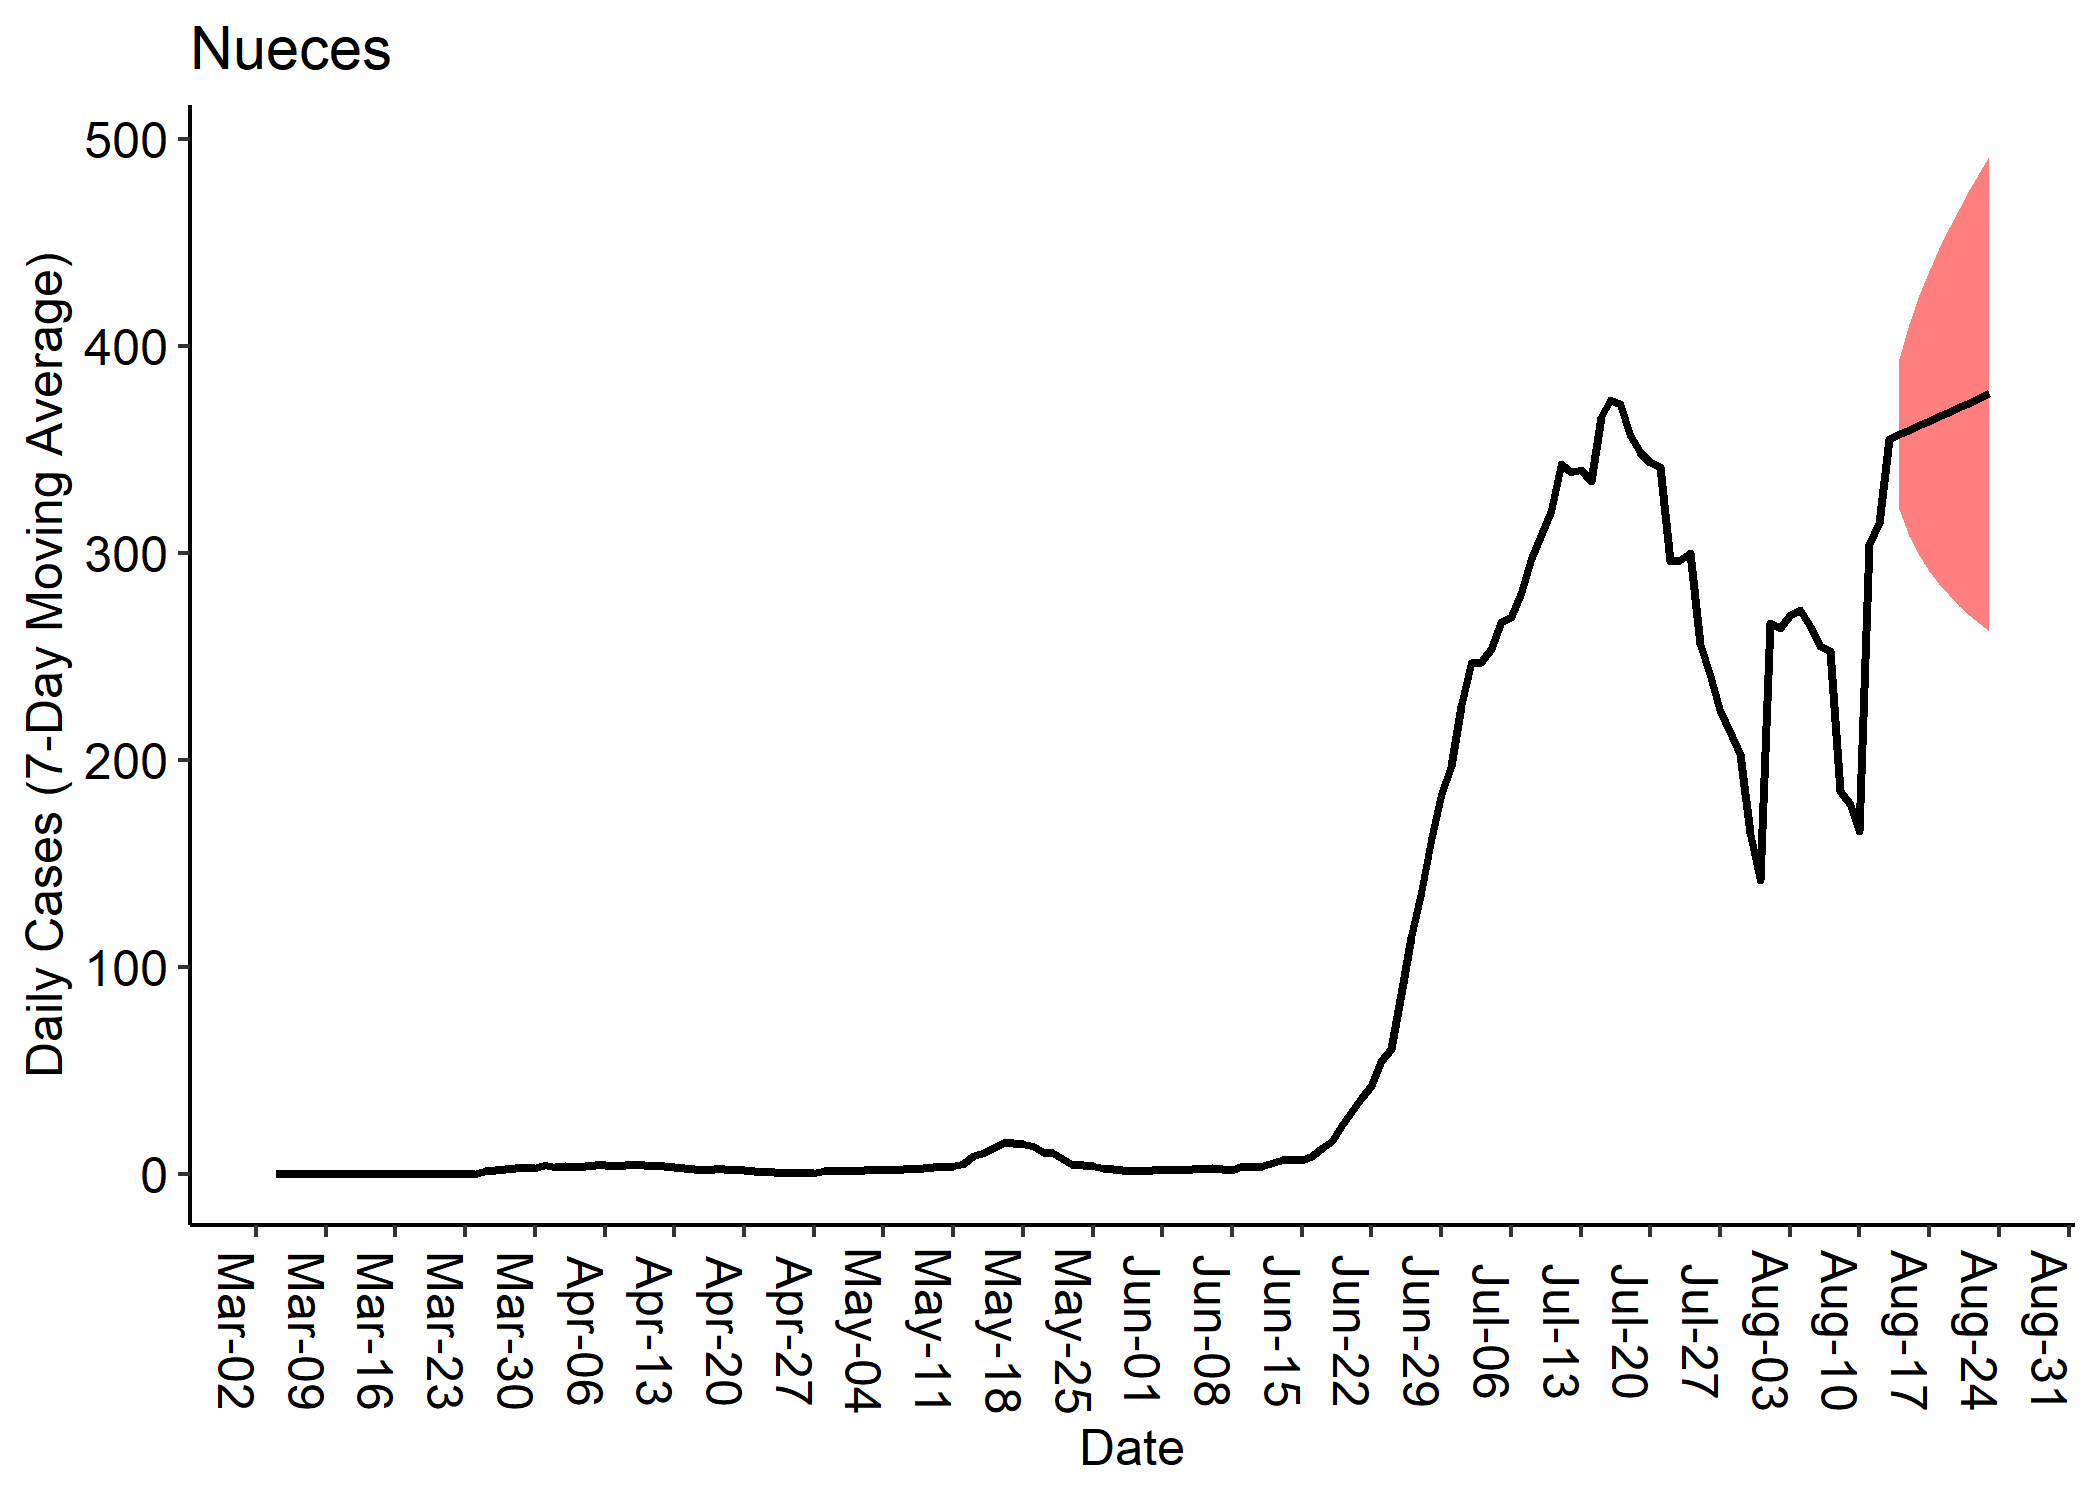 Nueces
Daily Cases (7-Day Moving Average)
500
400
300
200
100
0
Mar-02
Mar-09
Mar-16
Mar-23
Mar-30
Apr-06
Apr-13
Apr-20
Apr-27
May-04
May-11
May-18
May-25
Jun-01
Jun-08
Jun-15
Jun-22
Jun-29
Jul-06
Jul-13
Jul-20
Jul-27
Aug-03
Aug-10
Aug-17
Aug-24
Aug-31
Date